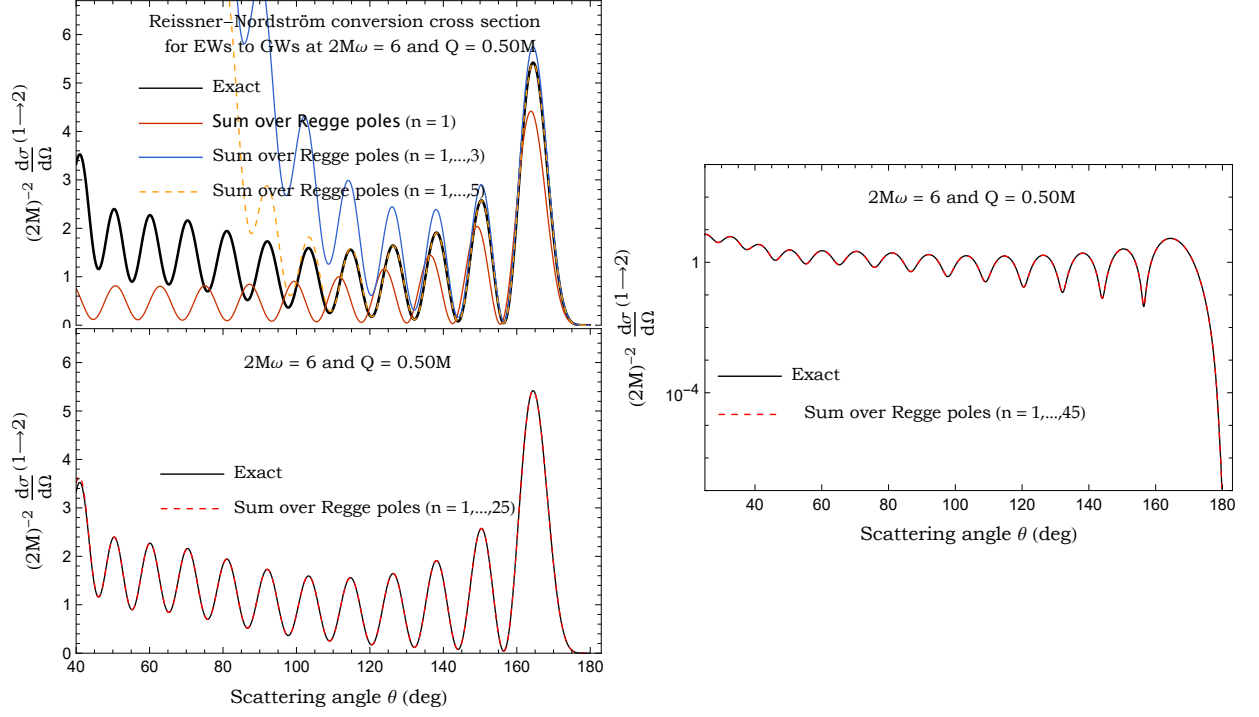 Reissner–Nordström conversion cross section
for EWs to GWs at 2Mω = 6 and Q = 0.50M
Exact
Sum over Regge poles (n = 1)
Sum over Regge poles (n = 1,...,3)
Sum over Regge poles (n = 1,...,5)
(2M)⁻² dσ/dΩ (1⟶2)
6
5
4
3
2
1
0
2Mω = 6 and Q = 0.50M
Exact
Sum over Regge poles (n = 1,...,25)
(2M)⁻² dσ/dΩ (1⟶2)
6
5
4
3
2
1
0
40 60 80 100 120 140 160 180
Scattering angle θ (deg)
2Mω = 6 and Q = 0.50M
Exact
Sum over Regge poles (n = 1,...,45)
(2M)⁻² dσ/dΩ (1⟶2)
1
10⁻⁴
40 60 80 100 120 140 160 180
Scattering angle θ (deg)